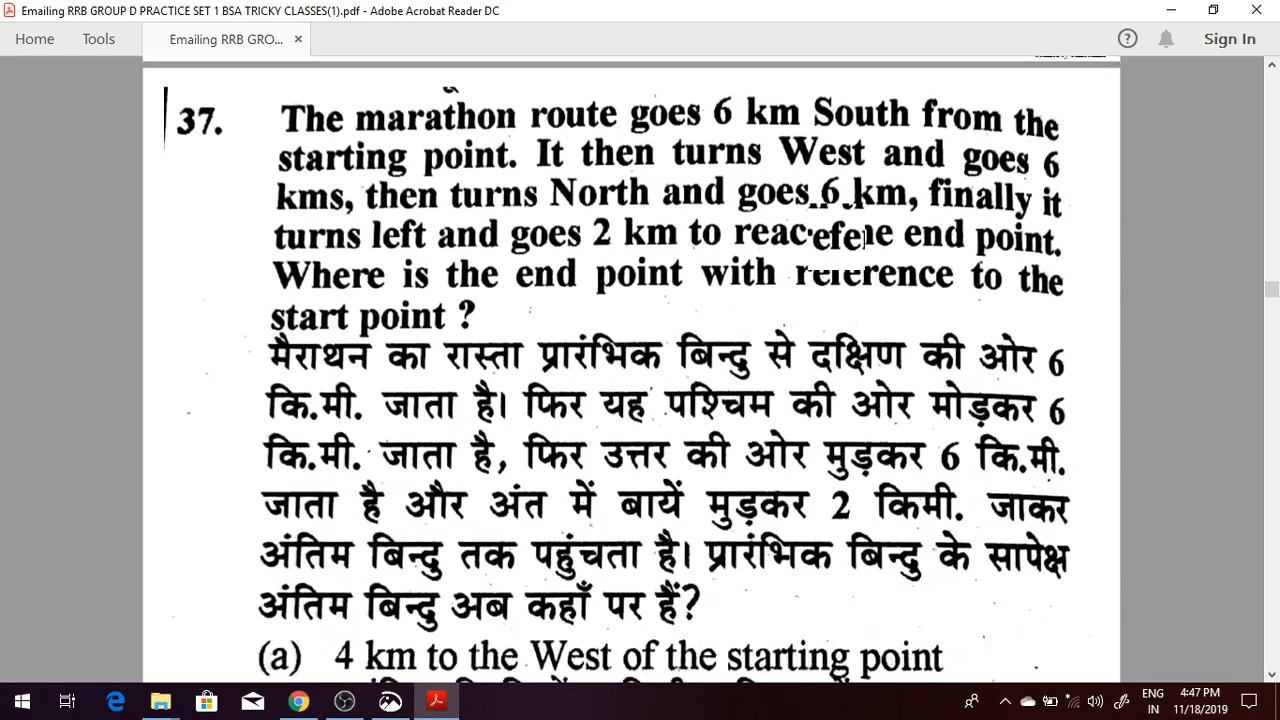 Emailing RRB GROUP D PRACTICE SET 1 BSA TRICKY CLASSES(1).pdf - Adobe Acrobat Reader DC
Home Tools Emailing RRB GRO... × Sign In
37. The marathon route goes 6 km South from the
starting point. It then turns West and goes 6
kms, then turns North and goes 6 km, finally it
turns left and goes 2 km to end point.
Where is the end point with reference to the
start point ?
मैराथन का रास्ता प्रारंभिक बिन्दु से दक्षिण की ओर 6
कि.मी. जाता है। फिर यह पश्चिम की ओर मोड़कर 6
कि.मी. जाता है, फिर उत्तर की ओर मुड़कर 6 कि.मी.
जाता है और अंत में बायें मुड़कर 2 किमी. जाकर
अंतिम बिन्दु तक पहुंचता है। प्रारंभिक बिन्दु के सापेक्ष
अंतिम बिन्दु अब कहाँ पर हैं?
(a) 4 km to the West of the starting point
ENG 4:47 PM
IN 11/18/2019